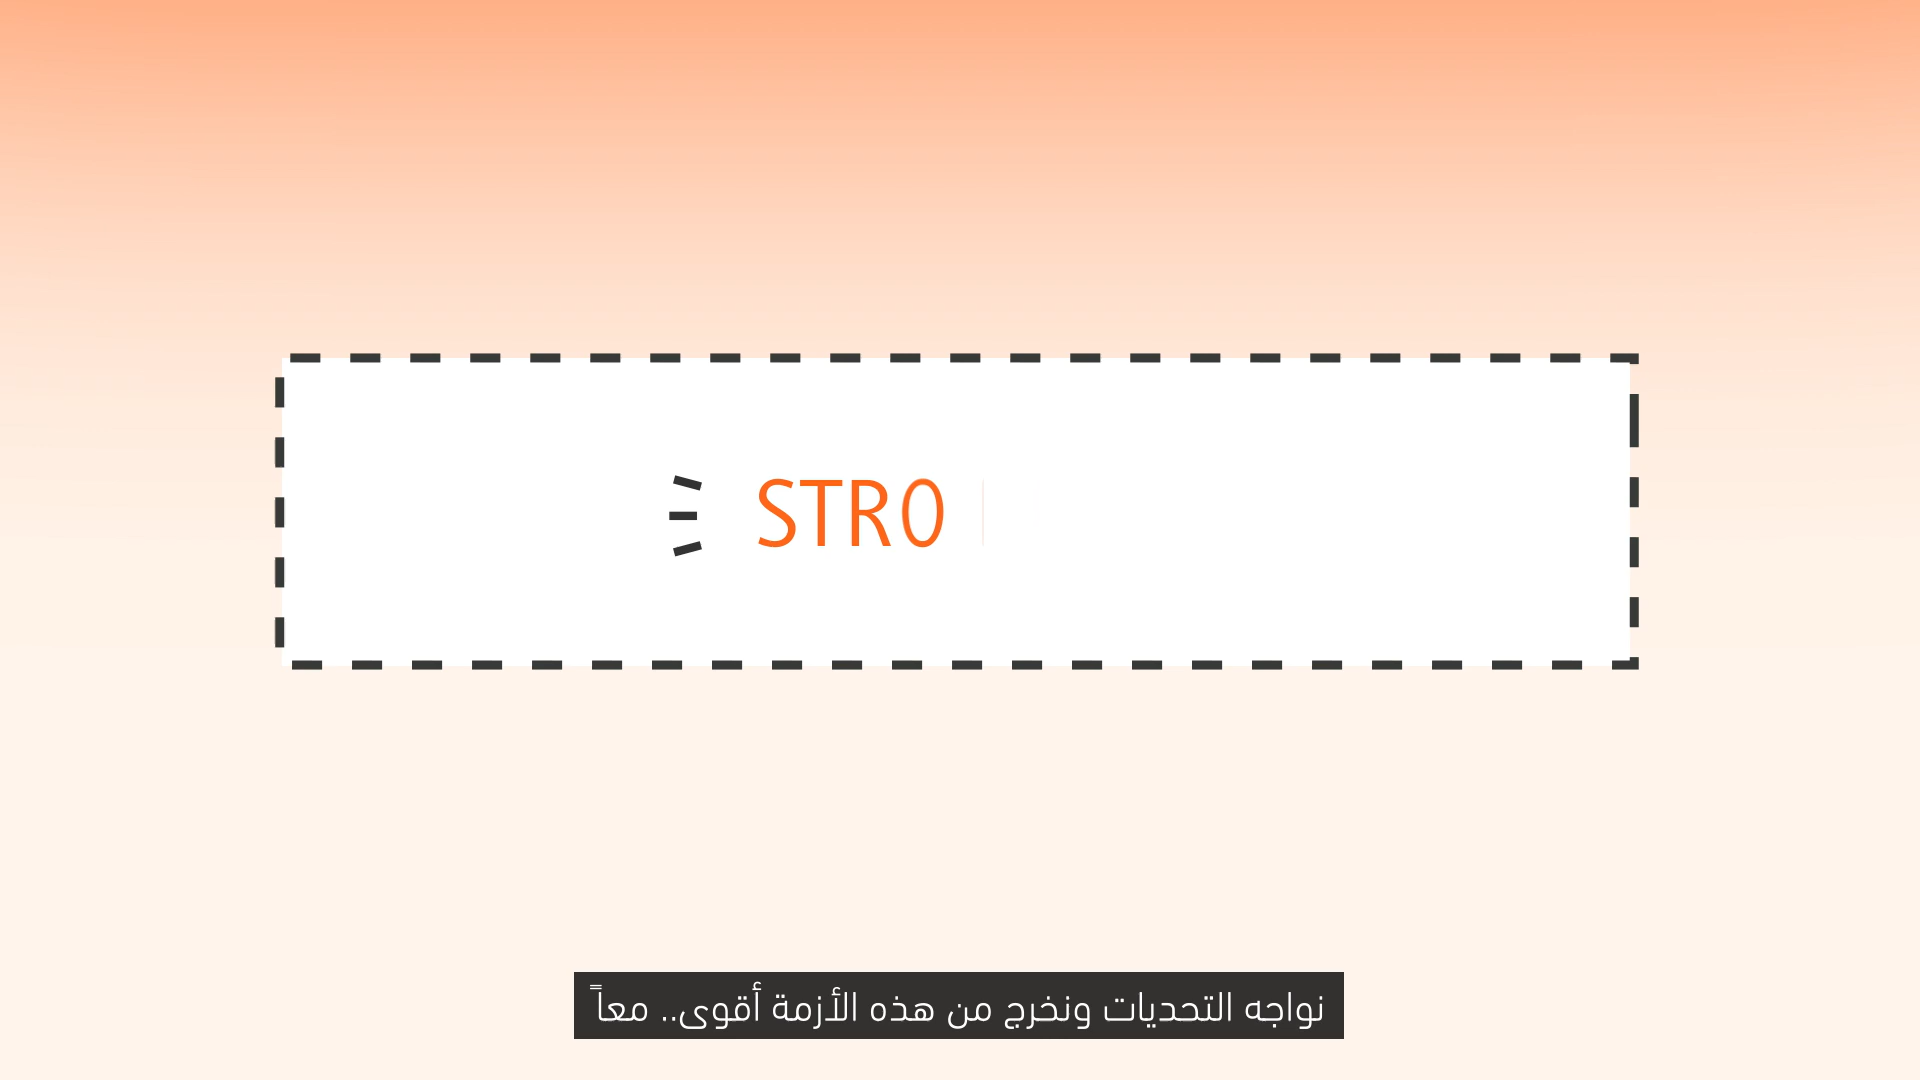 STRO
نواجه التحديات ونخرج من هذه الأزمة أقوى.. معاً